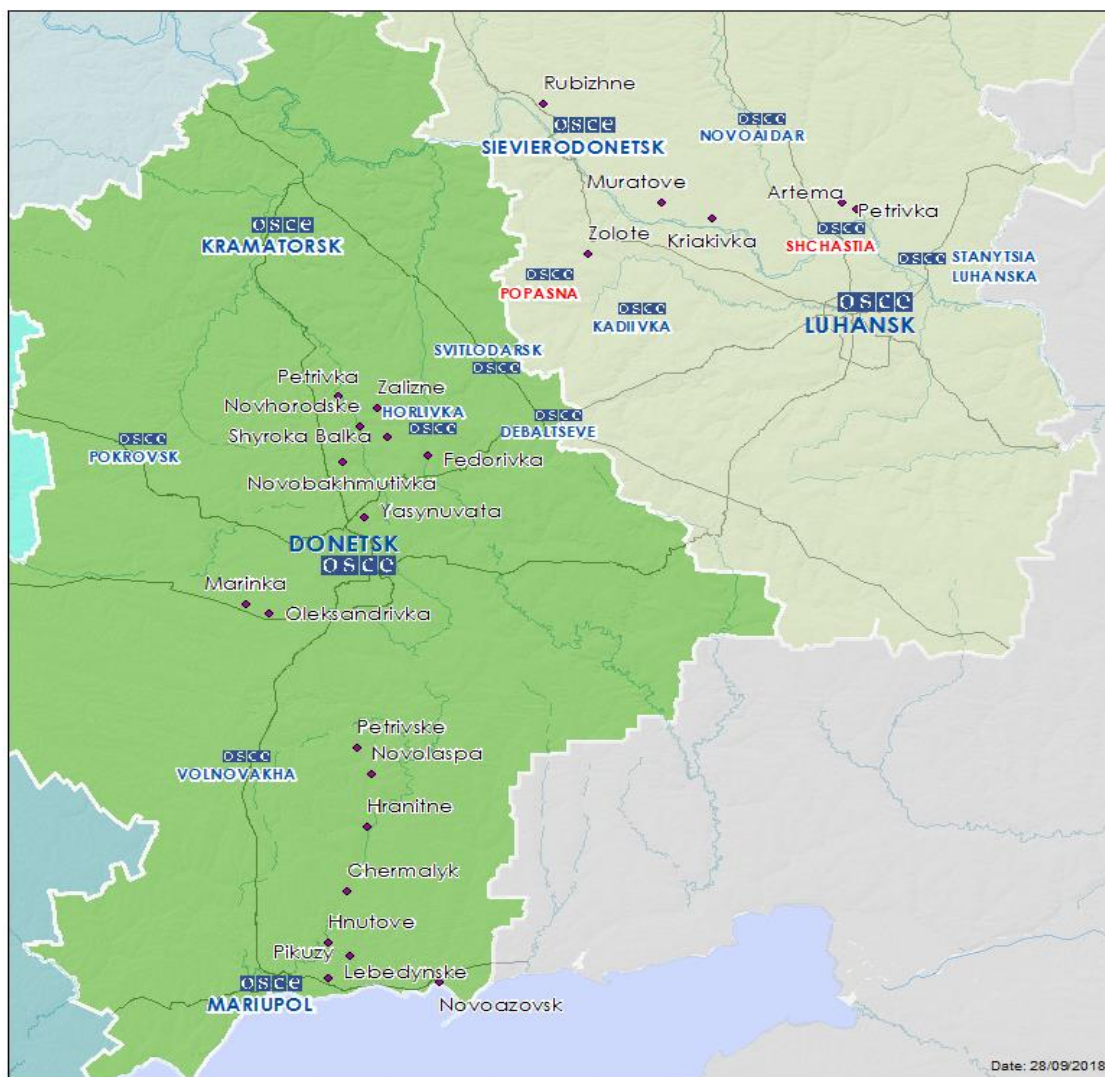 Rubizhne
osce
SIEVIERODONETSK
osce
NOVOAIDAR
Muratove
Artema
Petrivka
Kriakivka
osce
SHCHASTIA
osce
KRAMATORSK
Zolote
osce
STANYTSIA
LUHANSKA
osce
POPASNA
osce
KADIIVKA
osce
LUHANSK
SVITLODARSK
osce
Petrivka
Zalizne
Novhorodske
HORLIVKA
osce
Shyroka Balka
osce
DEBALTSEVE
osce
POKROVSK
Fedorivka
Novobakhmutivka
Yasynuvata
DONETSK
osce
Marinka
Oleksandrivka
Petrivske
Novolaspa
osce
VOLNOVAKHA
Hranitne
Chermalyk
Hnutove
Pikuzy
Lebedynske
osce
MARIUPOL
Novoazovsk
Date: 28/09/2018